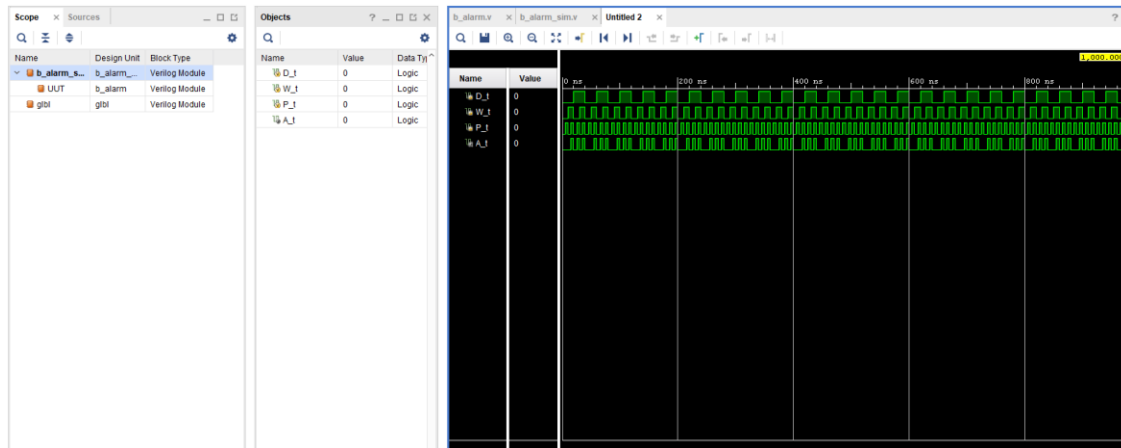 Scope × Sources
Name Design Unit Block Type
b_alarm_s... b_alarm_... Verilog Module
UUT b_alarm Verilog Module
glbl glbl Verilog Module
Objects
Name Value Data Ty
D_t 0 Logic
W_t 0 Logic
P_t 0 Logic
A_t 0 Logic
b_alarm.v × b_alarm_sim.v × Untitled 2 ×
1,000.000
Name Value
0 ns 200 ns 400 ns 600 ns 800 ns
D_t 0
W_t 0
P_t 0
A_t 0